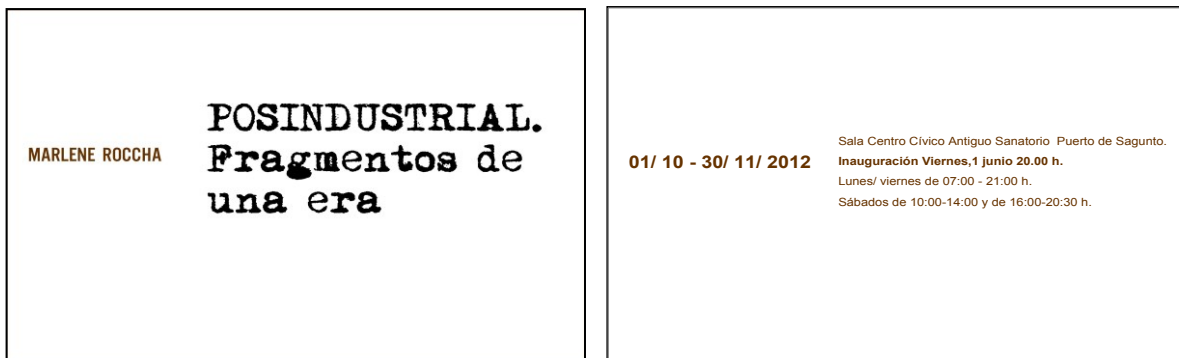 MARLENE ROCCHA
POSINDUSTRIAL.
Fragmentos de
una era
01/ 10 - 30/ 11/ 2012
Sala Centro Cívico Antiguo Sanatorio  Puerto de Sagunto.
Inauguración Viernes,1 junio 20.00 h.
Lunes/ viernes de 07:00 - 21:00 h.
Sábados de 10:00-14:00 y de 16:00-20:30 h.